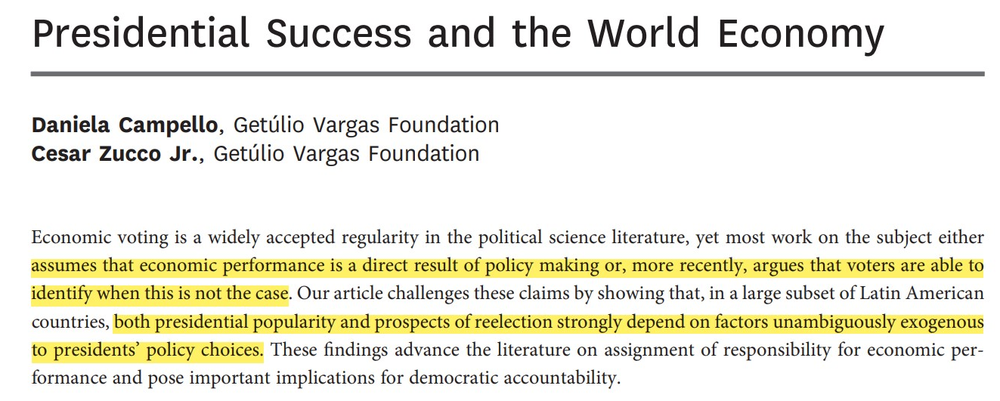 Presidential Success and the World Economy
Daniela Campello, Getúlio Vargas Foundation
Cesar Zucco Jr., Getúlio Vargas Foundation
Economic voting is a widely accepted regularity in the political science literature, yet most work on the subject either
assumes that economic performance is a direct result of policy making or, more recently, argues that voters are able to
identify when this is not the case. Our article challenges these claims by showing that, in a large subset of Latin American
countries, both presidential popularity and prospects of reelection strongly depend on factors unambiguously exogenous
to presidents’ policy choices. These findings advance the literature on assignment of responsibility for economic per-
formance and pose important implications for democratic accountability.